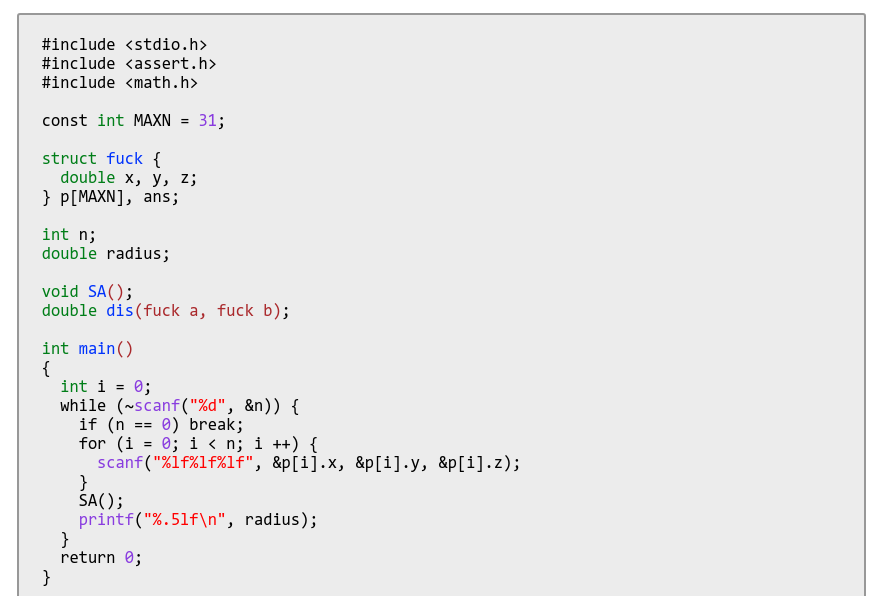 #include <stdio.h>
#include <assert.h>
#include <math.h>
const int MAXN = 31;
struct fuck {
  double x, y, z;
} p[MAXN], ans;
int n;
double radius;
void SA();
double dis(fuck a, fuck b);
int main()
{
  int i = 0;
  while (~scanf("%d", &n)) {
    if (n == 0) break;
    for (i = 0; i < n; i ++) {
      scanf("%lf%lf%lf", &p[i].x, &p[i].y, &p[i].z);
    }
    SA();
    printf("%.5lf\n", radius);
  }
  return 0;
}